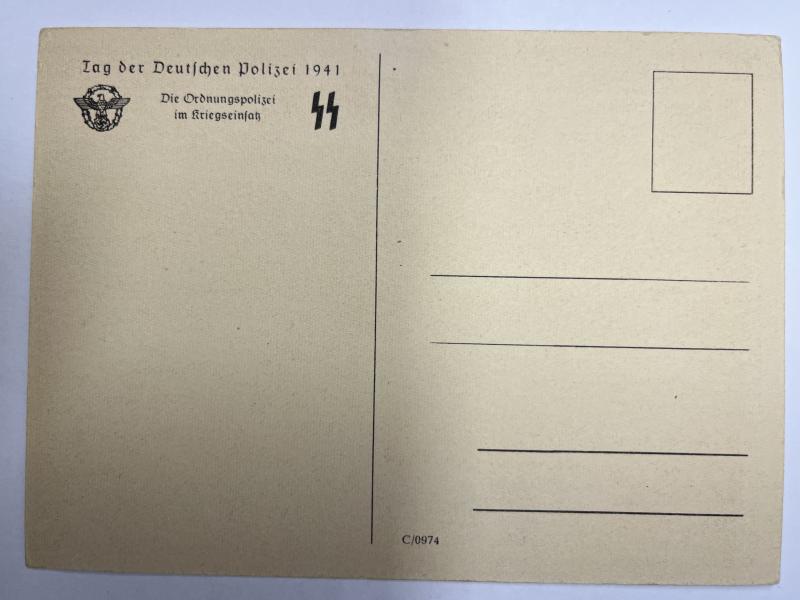 Tag der Deutschen Polizei 1941
Die Ordnungspolizei
im Kriegseinsatz
C/0974